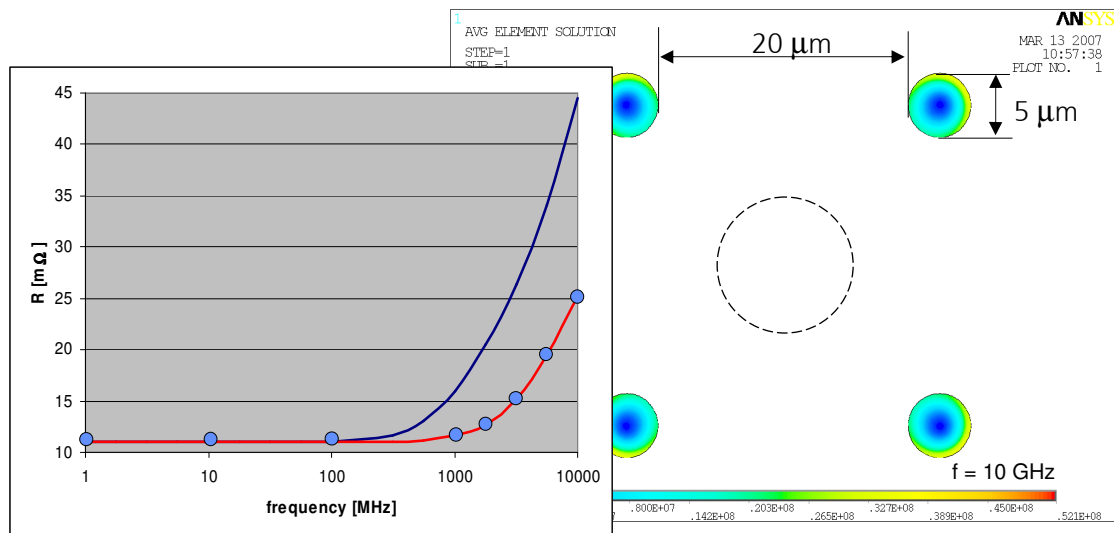 1
AVG ELEMENT SOLUTION
STEP=1
ANSYS
MAR 13 2007
10:57:38
PLOT NO. 1
20 µm
5 µm
45
40
35
30
25
20
15
10
R [mΩ]
1 10 100 1000 10000
frequency [MHz]
f = 10 GHz
.800E+07 .142E+08 .203E+08 .265E+08 .327E+08 .389E+08 .450E+08 .521E+08